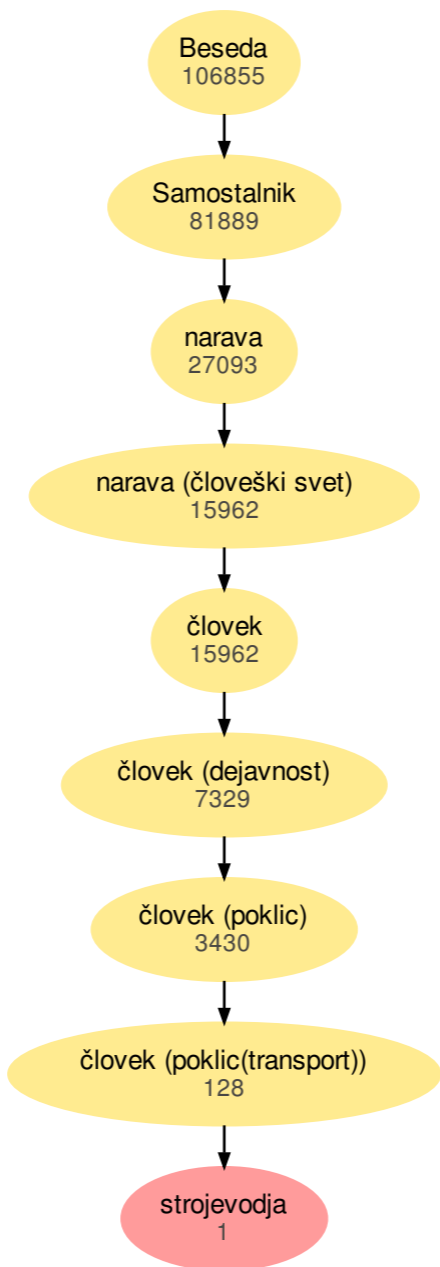 Beseda
106855
Samostalnik
81889
narava
27093
narava (človeški svet)
15962
človek
15962
človek (dejavnost)
7329
človek (poklic)
3430
človek (poklic(transport))
128
strojevodja
1